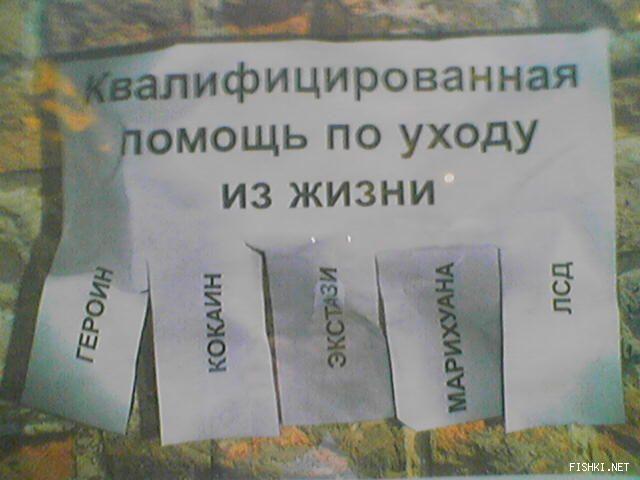 Квалифицированная
помощь по уходу
из жизни
ГЕРОИН
КОКАИН
ЭКСТАЗИ
МАРИХУАНА
ЛСД
FISHKI.NET